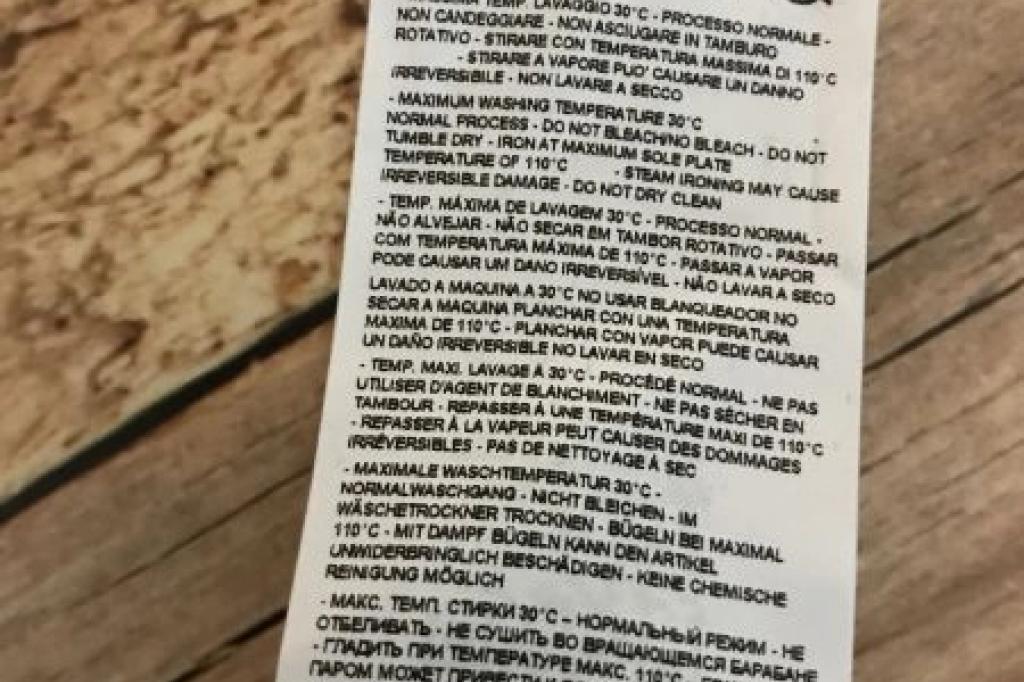 TEMP. LAVAGGIO 30°C - PROCESSO NORMALE -
NON CANDEGGIARE - NON ASCIUGARE IN TAMBURO
ROTATIVO - STIRARE CON TEMPERATURA MASSIMA DI 110°C
- STIRARE A VAPORE PUO' CAUSARE UN DANNO
IRREVERSIBILE - NON LAVARE A SECCO
- MAXIMUM WASHING TEMPERATURE 30°C
NORMAL PROCESS - DO NOT BLEACHING BLEACH - DO NOT
TUMBLE DRY - IRON AT MAXIMUM SOLE PLATE
TEMPERATURE OF 110°C - STEAM IRONING MAY CAUSE
IRREVERSIBLE DAMAGE - DO NOT DRY CLEAN
- TEMP. MÁXIMA DE LAVAGEM 30°C - PROCESSO NORMAL -
NÃO ALVEJAR - NÃO SECAR EM TAMBOR ROTATIVO - PASSAR
COM TEMPERATURA MÁXIMA DE 110°C - PASSAR A VAPOR
PODE CAUSAR UM DANO IRREVERSÍVEL - NÃO LAVAR A SECO
LAVADO A MAQUINA A 30°C NO USAR BLANQUEADOR NO
SECAR A MAQUINA PLANCHAR CON UNA TEMPERATURA
MAXIMA DE 110°C - PLANCHAR CON VAPOR PUEDE CAUSAR
UN DAÑO IRREVERSIBLE NO LAVAR EN SECO
- TEMP. MAXI. LAVAGE À 30°C - PROCÉDÉ NORMAL - NE PAS
UTILISER D'AGENT DE BLANCHIMENT - NE PAS SÉCHER EN
TAMBOUR - REPASSER À UNE TEMPÉRATURE MAXI DE 110°C
- REPASSER À LA VAPEUR PEUT CAUSER DES DOMMAGES
IRRÉVERSIBLES - PAS DE NETTOYAGE À SEC
- MAXIMALE WASCHTEMPERATUR 30°C -
NORMALWASCHGANG - NICHT BLEICHEN - IM
WÄSCHETROCKNER TROCKNEN - BÜGELN BEI MAXIMAL
110°C - MIT DAMPF BÜGELN KANN DEN ARTIKEL
UNWIDERBRINGLICH BESCHÄDIGEN - KEINE CHEMISCHE
REINIGUNG MÖGLICH
- МАКС. ТЕМП. СТИРКИ 30°C – НОРМАЛЬНЫЙ РЕЖИМ - НЕ
ОТБЕЛИВАТЬ - НЕ СУШИТЬ ВО ВРАЩАЮЩЕМСЯ БАРАБАНЕ
- ГЛАДИТЬ ПРИ ТЕМПЕРАТУРЕ МАКС. 110°C -
ПАРОМ МОЖЕТ ПРИВЕСТИ К